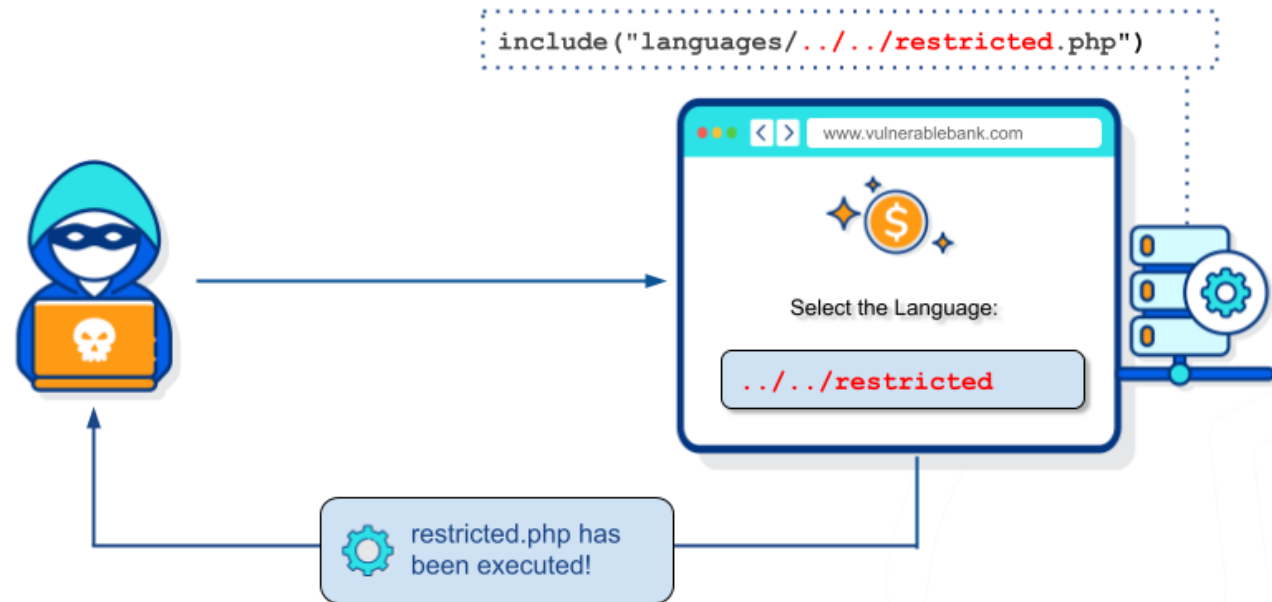 include("languages/../../restricted.php")
www.vulnerablebank.com
$
Select the Language:
../../restricted
restricted.php has
been executed!